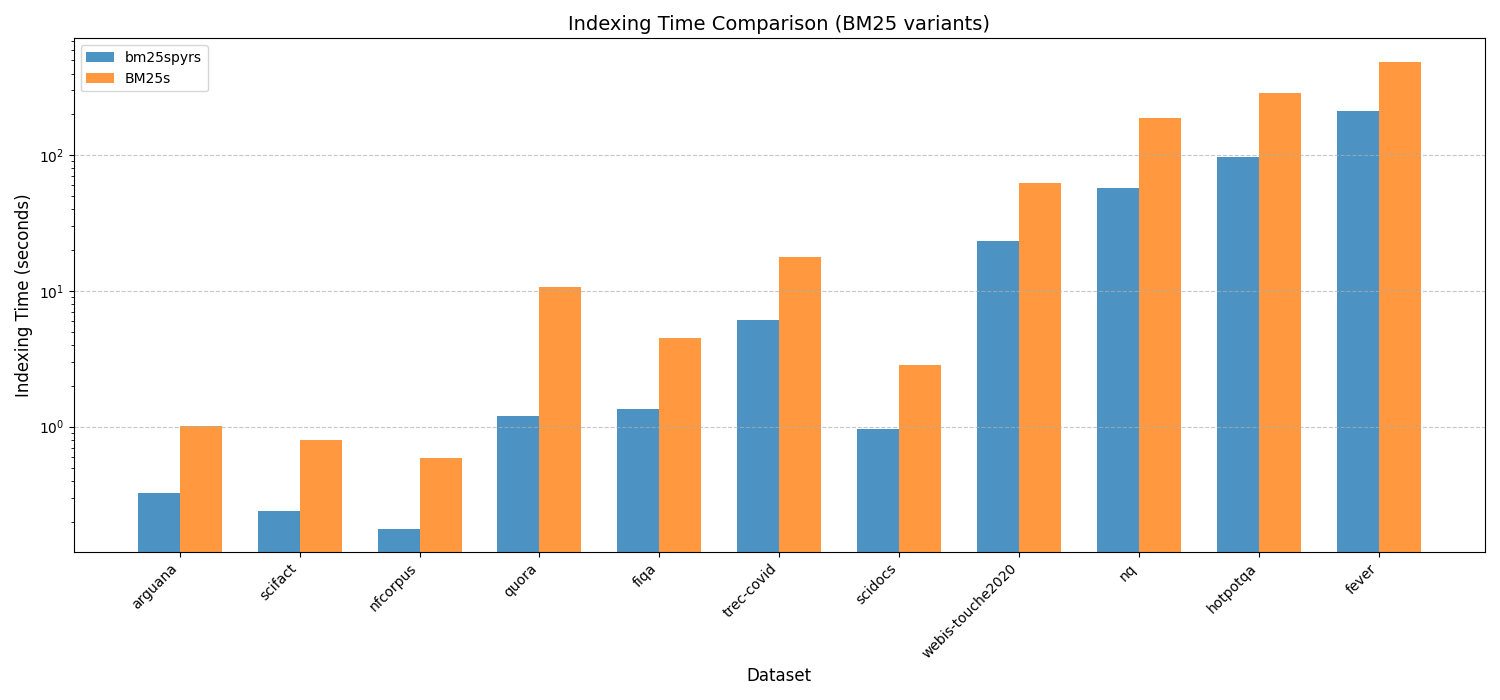 Indexing Time Comparison (BM25 variants)
bm25spyrs
BM25s
Indexing Time (seconds)
10²
10¹
10⁰
arguana
scifact
nfcorpus
quora
fiqa
trec-covid
scidocs
webis-touche2020
nq
hotpotqa
fever
Dataset